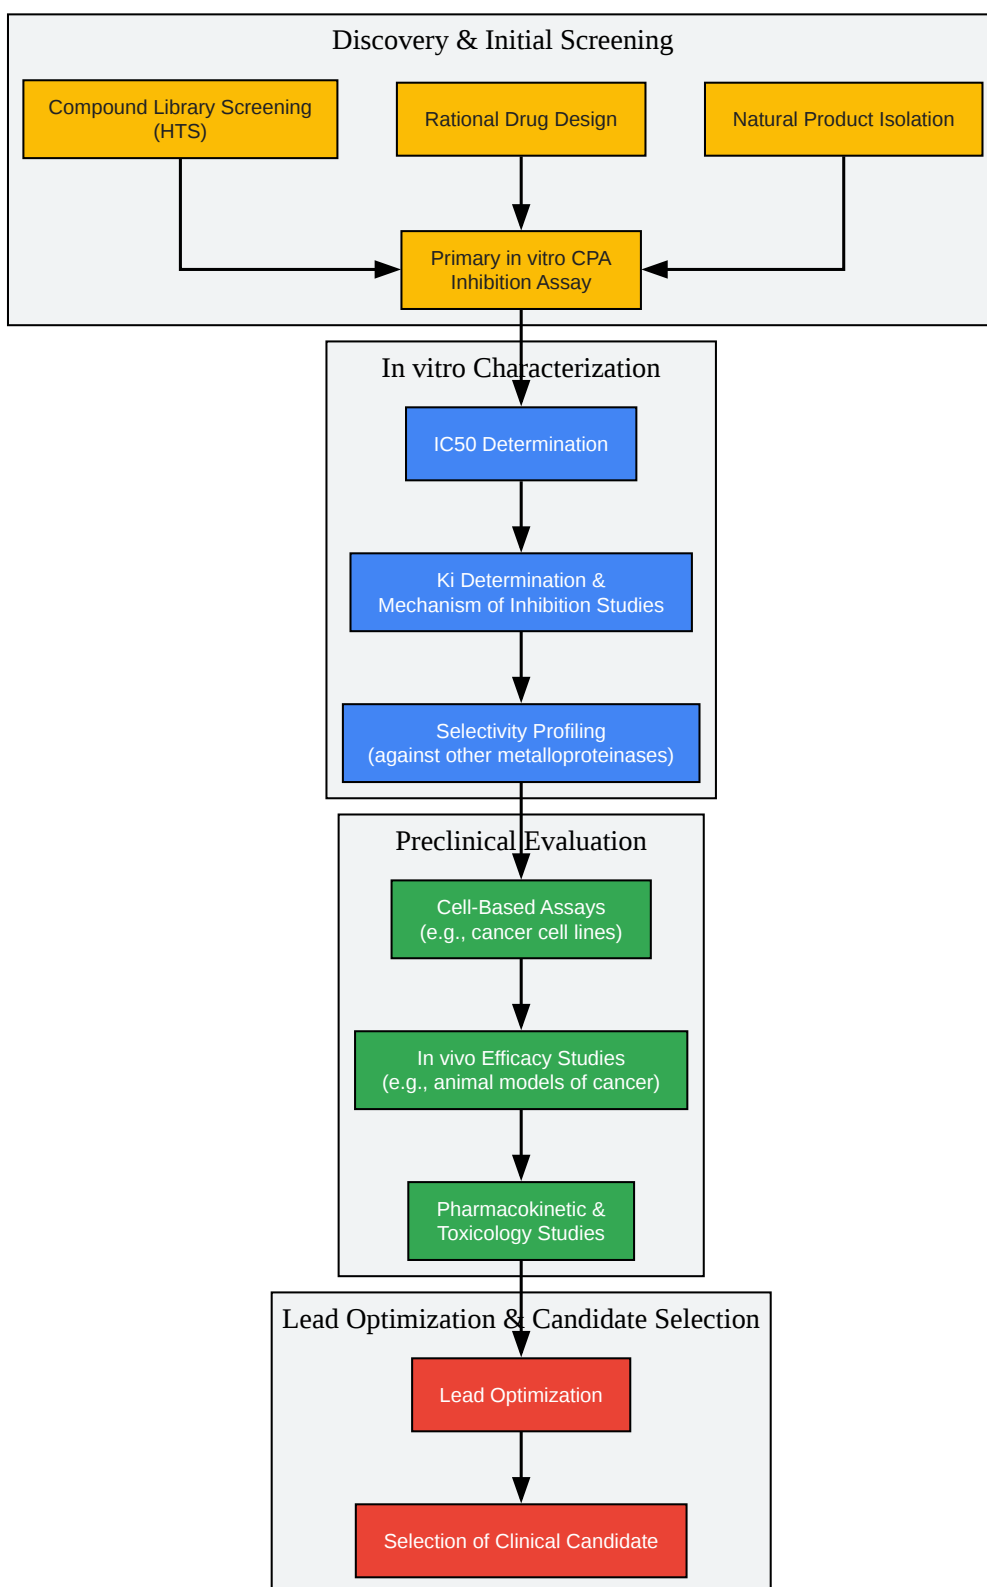 Discovery & Initial Screening
Compound Library Screening
(HTS)
Rational Drug Design
Natural Product Isolation
Primary in vitro CPA
Inhibition Assay
In vitro Characterization
IC50 Determination
Ki Determination &
Mechanism of Inhibition Studies
Selectivity Profiling
(against other metalloproteinases)
Preclinical Evaluation
Cell-Based Assays
(e.g., cancer cell lines)
In vivo Efficacy Studies
(e.g., animal models of cancer)
Pharmacokinetic &
Toxicology Studies
Lead Optimization & Candidate Selection
Lead Optimization
Selection of Clinical Candidate